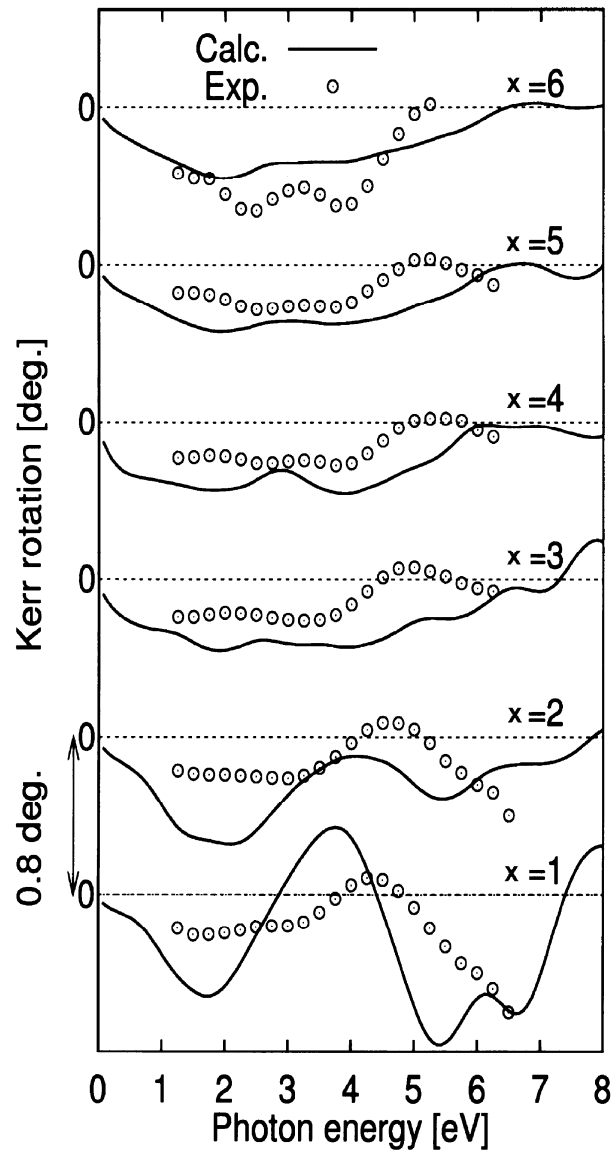 Calc.
Exp.
0
x =6
0
x =5
0
x =4
0
x =3
0
x =2
0
x =1
Kerr rotation [deg.]
0.8 deg.
0 1 2 3 4 5 6 7 8
Photon energy [eV]